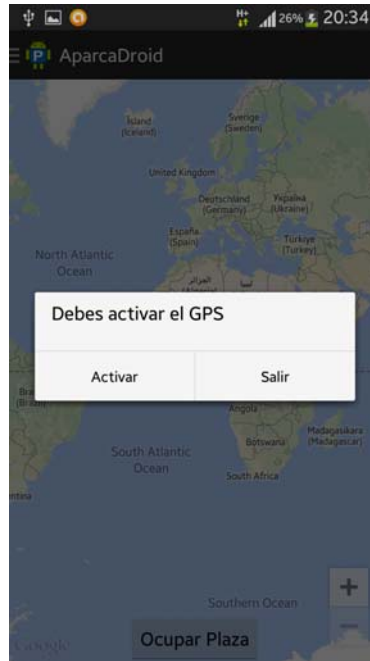 H+ 26% 20:34
AparcaDroid
Ísland
(Iceland)
Sverige
(Sweden)
United Kingdom
Deutschland
(Germany)
Україна
(Ukraine)
España
(Spain)
Türkiye
(Turkey)
North Atlantic
Ocean
Debes activar el GPS
Activar
Salir
Angola
Botswana
Madagasikara
(Madagascar)
South Atlantic
Ocean
South Africa
ntina
Southern Ocean
+
Google
Ocupar Plaza
−